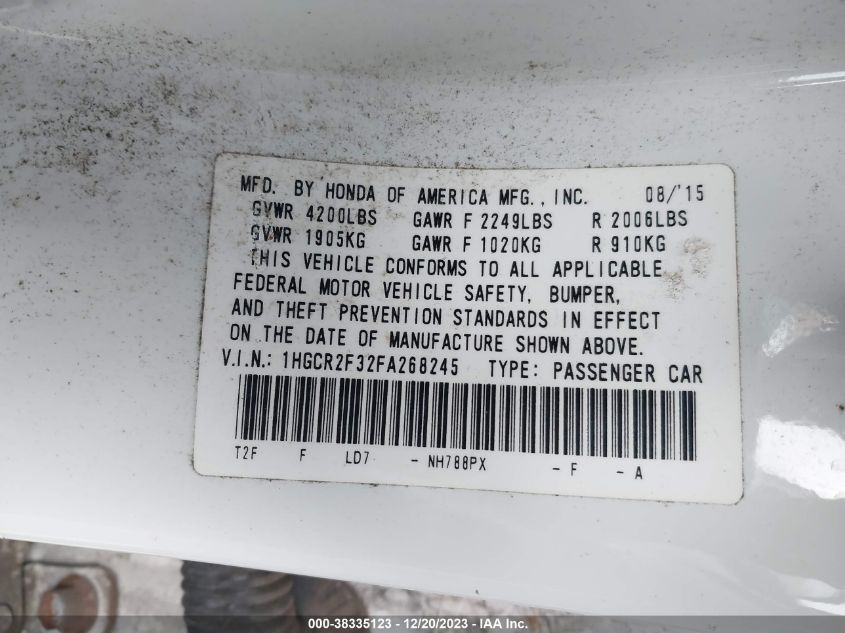 MFD. BY HONDA OF AMERICA MFG., INC. 08/'15
GVWR 4200LBS GAWR F 2249LBS R 2006LBS
GVWR 1905KG GAWR F 1020KG R 910KG
THIS VEHICLE CONFORMS TO ALL APPLICABLE
FEDERAL MOTOR VEHICLE SAFETY, BUMPER,
AND THEFT PREVENTION STANDARDS IN EFFECT
ON THE DATE OF MANUFACTURE SHOWN ABOVE.
V.I.N.: 1HGCR2F32FA268245 TYPE: PASSENGER CAR
T2F F LD7 - NH788PX - F - A
000-38335123 - 12/20/2023 - IAA Inc.